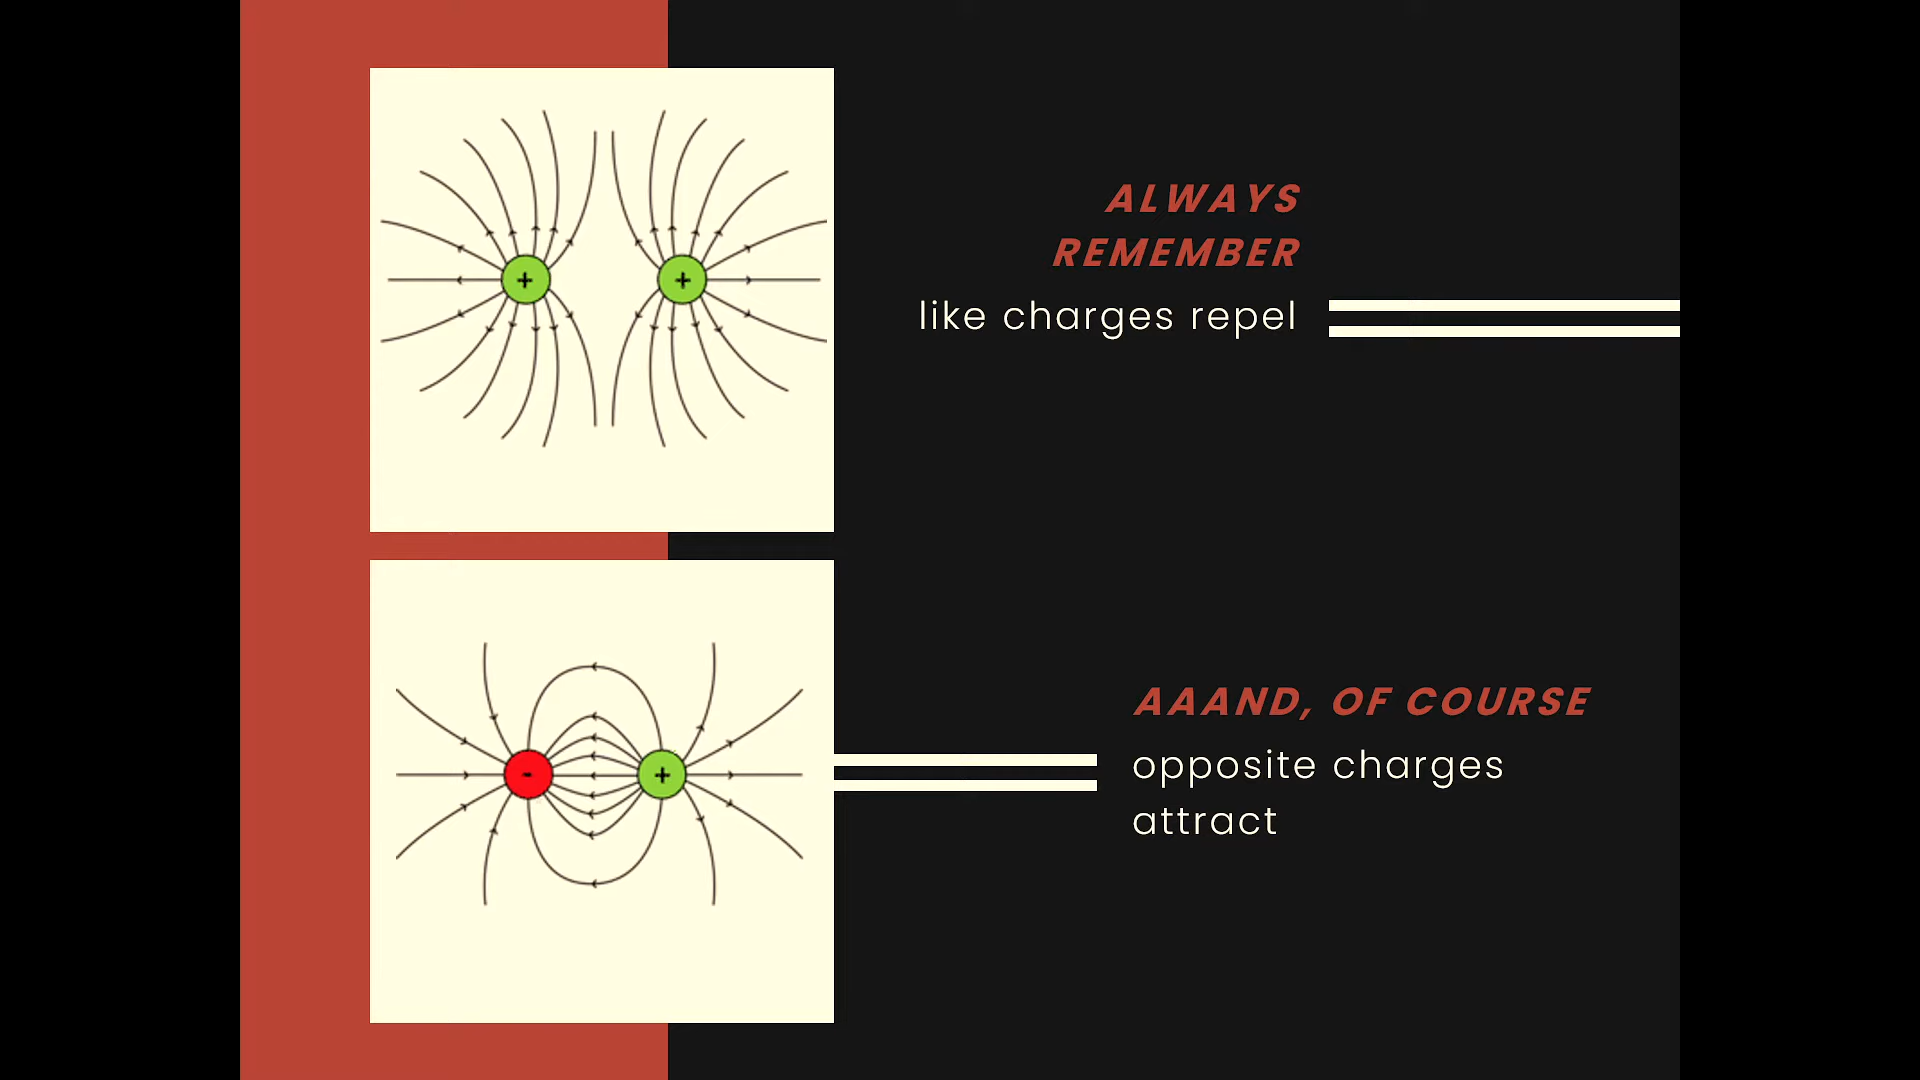 + +
ALWAYS
REMEMBER
like charges repel
- +
AAAND, OF COURSE
opposite charges
attract